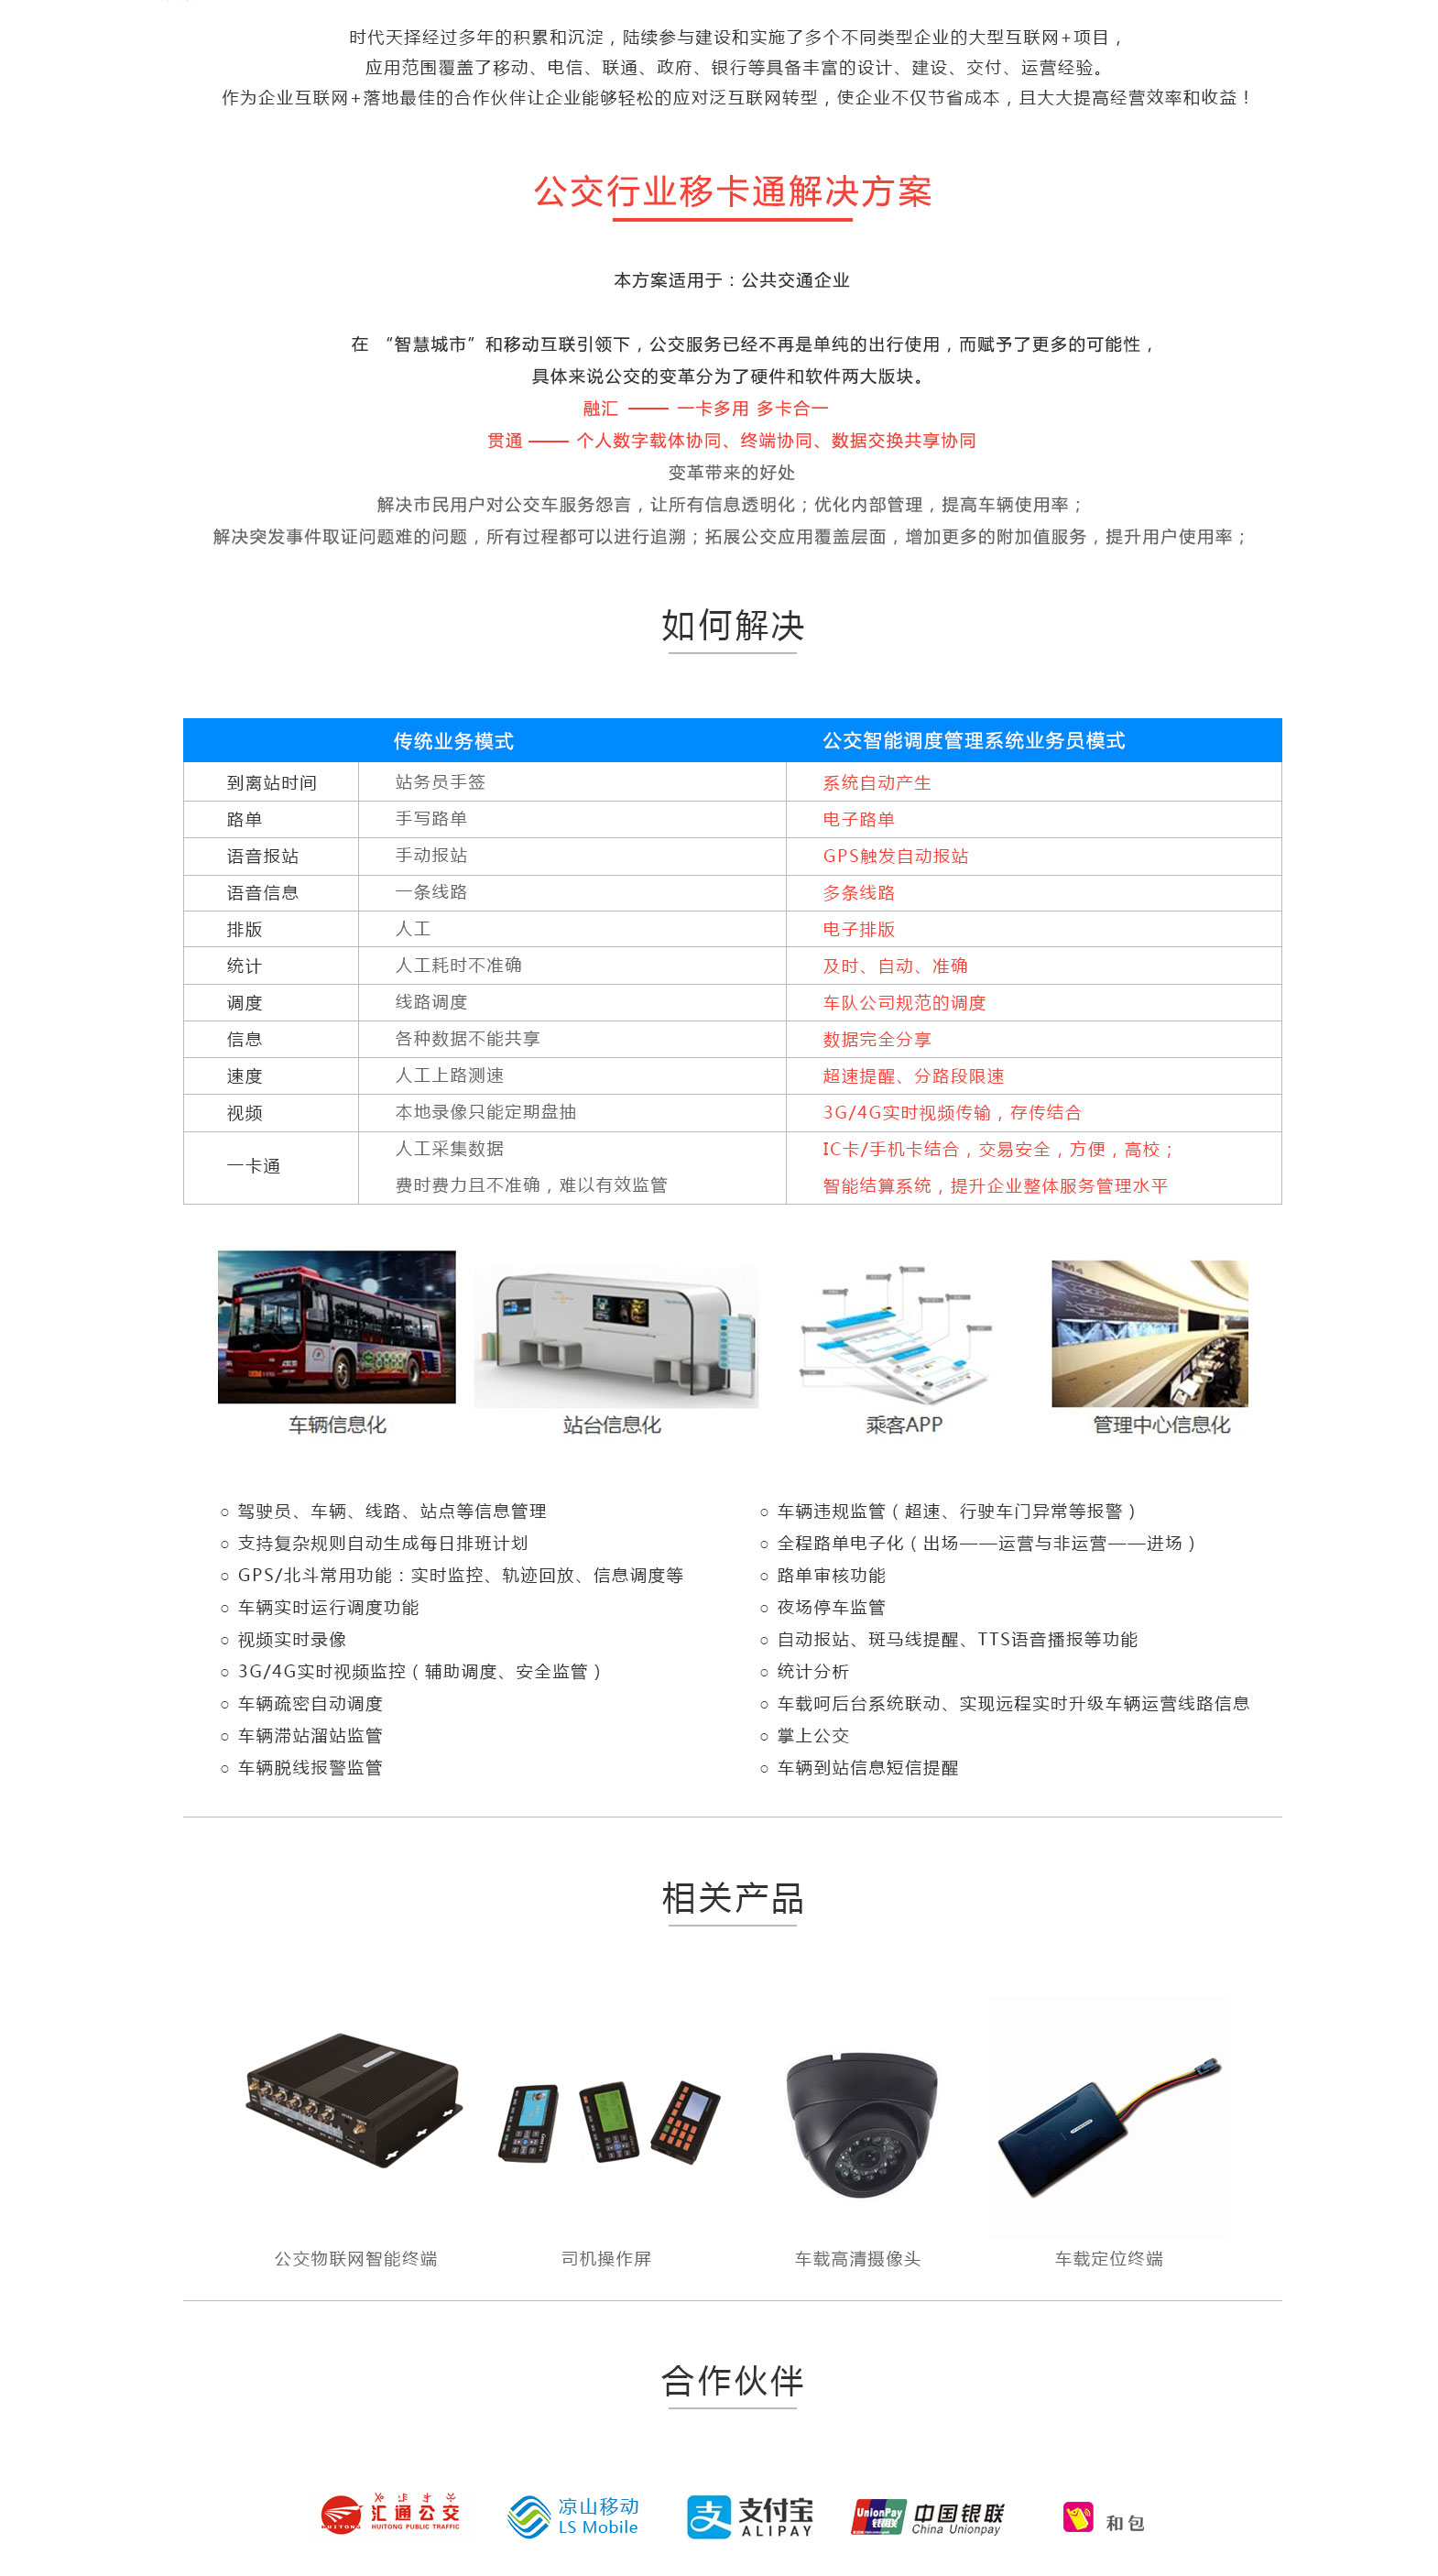 时代天择经过多年的积累和沉淀，陆续参与建设和实施了多个不同类型企业的大型互联网+项目，
应用范围覆盖了移动、电信、联通、政府、银行等具备丰富的设计、建设、交付、运营经验。
作为企业互联网+落地最佳的合作伙伴让企业能够轻松的应对泛互联网转型，使企业不仅节省成本，且大大提高经营效率和收益！
公交行业移卡通解决方案
本方案适用于：公共交通企业
在 “智慧城市”和移动互联引领下，公交服务已经不再是单纯的出行使用，而赋予了更多的可能性，
具体来说公交的变革分为了硬件和软件两大版块。
融汇 —— 一卡多用 多卡合一
贯通 —— 个人数字载体协同、终端协同、数据交换共享协同
变革带来的好处
解决市民用户对公交车服务怨言，让所有信息透明化；优化内部管理，提高车辆使用率；
解决突发事件取证问题难的问题，所有过程都可以进行追溯；拓展公交应用覆盖层面，增加更多的附加值服务，提升用户使用率；
如何解决
传统业务模式 公交智能调度管理系统业务员模式
到离站时间 站务员手签 系统自动产生
路单 手写路单 电子路单
语音报站 手动报站 GPS触发自动报站
语音信息 一条线路 多条线路
排版 人工 电子排版
统计 人工耗时不准确 及时、自动、准确
调度 线路调度 车队公司规范的调度
信息 各种数据不能共享 数据完全分享
速度 人工上路测速 超速提醒、分路段限速
视频 本地录像只能定期盘抽 3G/4G实时视频传输，存传结合
一卡通 人工采集数据 IC卡/手机卡结合，交易安全，方便，高校；
费时费力且不准确，难以有效监管 智能结算系统，提升企业整体服务管理水平
车辆信息化 站台信息化 乘客APP 管理中心信息化
○ 驾驶员、车辆、线路、站点等信息管理
○ 支持复杂规则自动生成每日排班计划
○ GPS/北斗常用功能：实时监控、轨迹回放、信息调度等
○ 车辆实时运行调度功能
○ 视频实时录像
○ 3G/4G实时视频监控（辅助调度、安全监管）
○ 车辆疏密自动调度
○ 车辆滞站溜站监管
○ 车辆脱线报警监管
○ 车辆违规监管（超速、行驶车门异常等报警）
○ 全程路单电子化（出场——运营与非运营——进场）
○ 路单审核功能
○ 夜场停车监管
○ 自动报站、斑马线提醒、TTS语音播报等功能
○ 统计分析
○ 车载呵后台系统联动、实现远程实时升级车辆运营线路信息
○ 掌上公交
○ 车辆到站信息短信提醒
相关产品
公交物联网智能终端 司机操作屏 车载高清摄像头 车载定位终端
合作伙伴
HUITONG 汇通公交 HUITONG PUBLIC TRAFFIC
凉山移动 LS Mobile
支 支付宝 ALIPAY
UnionPay 银联 中国银联 China Unionpay
和包